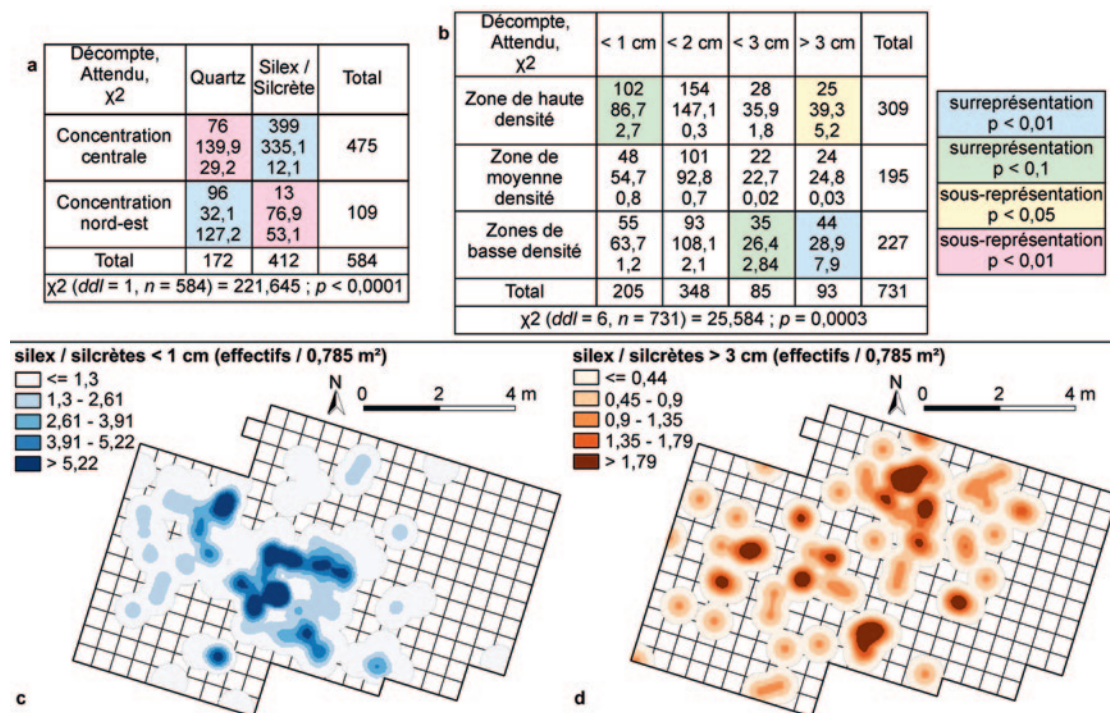 a
Décompte, Attendu, χ2 | Quartz | Silex / Silcrète | Total
Concentration centrale | 76 139,9 29,2 | 399 335,1 12,1 | 475
Concentration nord-est | 96 32,1 127,2 | 13 76,9 53,1 | 109
Total | 172 | 412 | 584
χ2 (ddl = 1, n = 584) = 221,645 ; p < 0,0001
b
Décompte, Attendu, χ2 | < 1 cm | < 2 cm | < 3 cm | > 3 cm | Total
Zone de haute densité | 102 86,7 2,7 | 154 147,1 0,3 | 28 35,9 1,8 | 25 39,3 5,2 | 309
Zone de moyenne densité | 48 54,7 0,8 | 101 92,8 0,7 | 22 22,7 0,02 | 24 24,8 0,03 | 195
Zones de basse densité | 55 63,7 1,2 | 93 108,1 2,1 | 35 26,4 2,84 | 44 28,9 7,9 | 227
Total | 205 | 348 | 85 | 93 | 731
χ2 (ddl = 6, n = 731) = 25,584 ; p = 0,0003
surreprésentation
p < 0,01
surreprésentation
p < 0,1
sous-représentation
p < 0,05
sous-représentation
p < 0,01
silex / silcrètes < 1 cm (effectifs / 0,785 m²)
<= 1,3
1,3 - 2,61
2,61 - 3,91
3,91 - 5,22
> 5,22
N
0 2 4 m
c
silex / silcrètes > 3 cm (effectifs / 0,785 m²)
<= 0,44
0,45 - 0,9
0,9 - 1,35
1,35 - 1,79
> 1,79
N
0 2 4 m
d